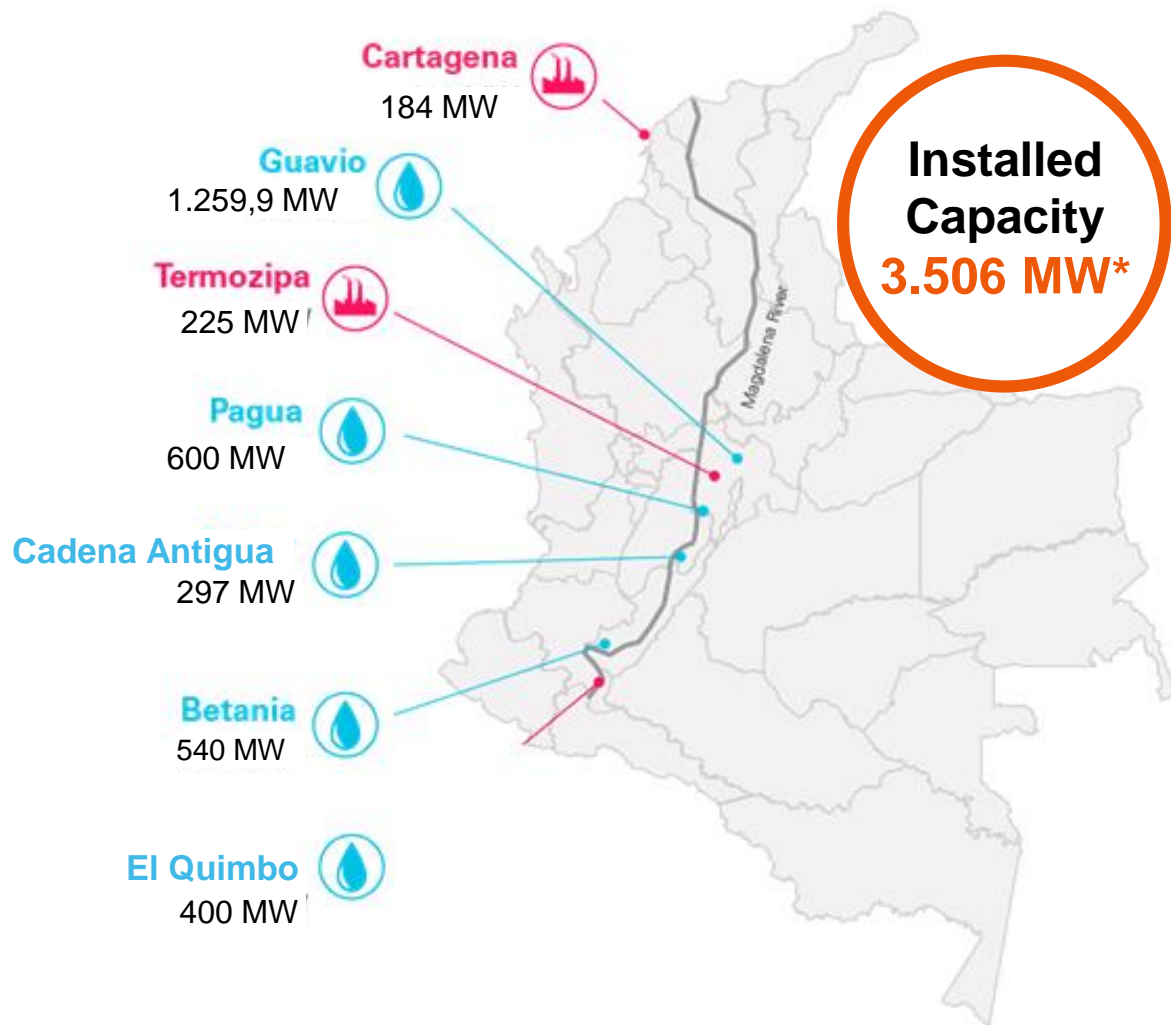 Cartagena
184 MW
Guavio
1.259,9 MW
Termozipa
225 MW
Pagua
600 MW
Cadena Antigua
297 MW
Betania
540 MW
El Quimbo
400 MW
Magdalena River
Installed
Capacity
3.506 MW*